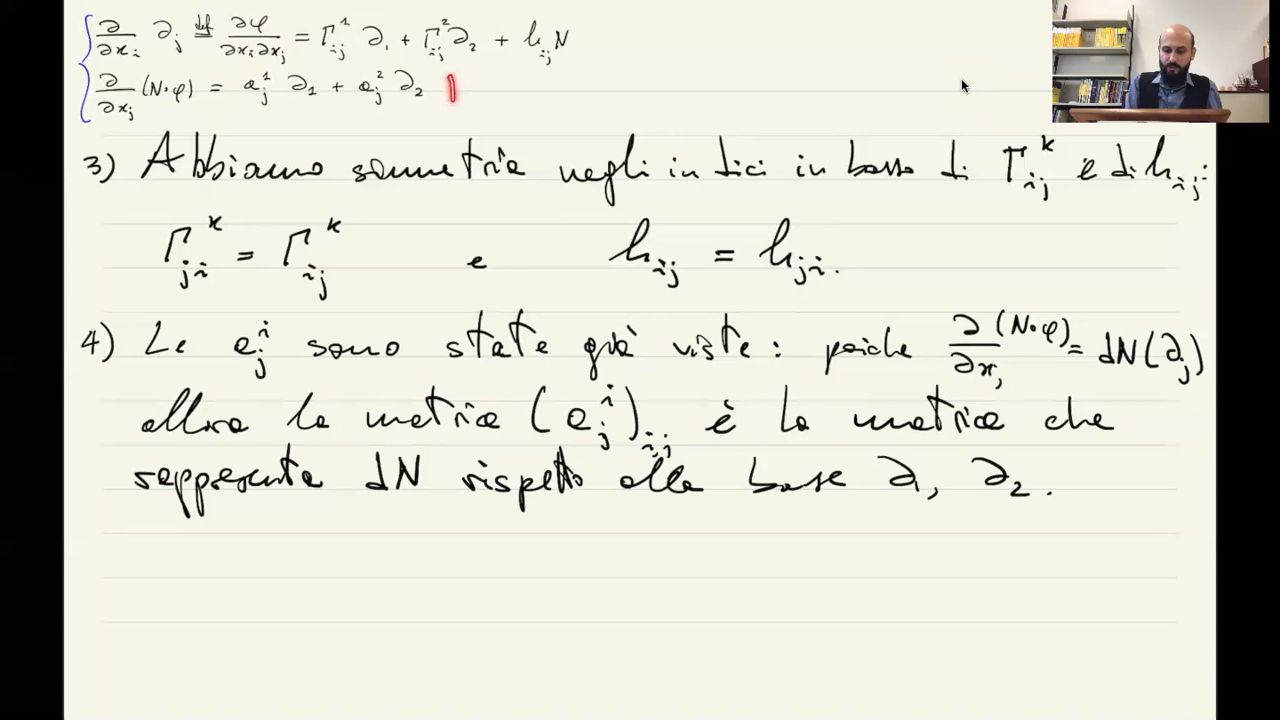 ∂/∂x_i ∂_j ≝ ∂φ/∂x_i∂x_j = Γ_ij^1 ∂_1 + Γ_ij^2 ∂_2 + h_ij N
∂/∂x_j (N∘φ) = a_j^1 ∂_1 + a_j^2 ∂_2
3) Abbiamo simmetria negli indici in basso di Γ_ij^k e di h_ij:
Γ_ji^k = Γ_ij^k e h_ij = h_ji.
4) Le a_j^i sono state già viste: poiché ∂/∂x_j (N∘φ) = dN(∂_j)
allora la matrice (a_j^i)_i,j è la matrice che
rappresenta dN rispetto alla base ∂_1, ∂_2.